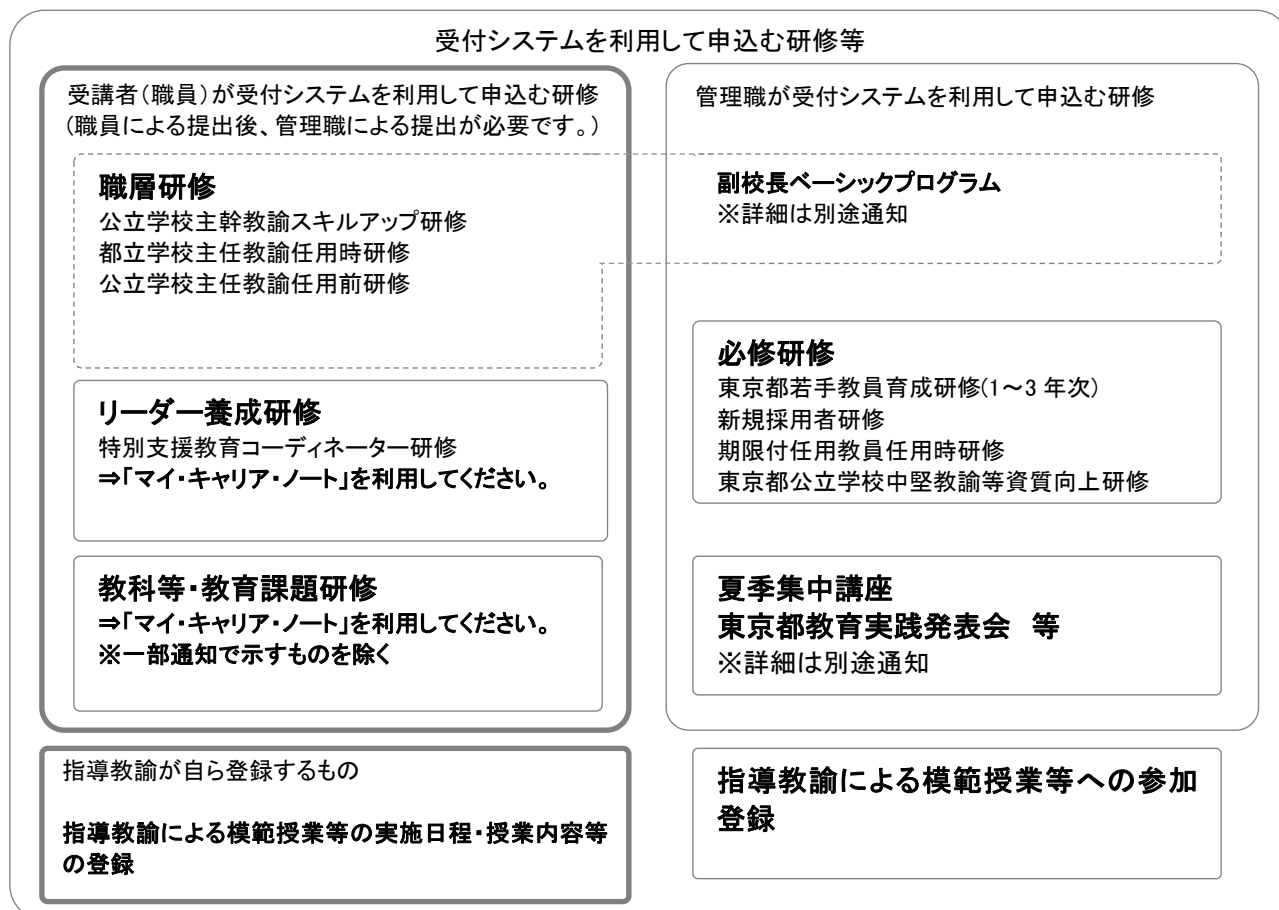 受付システムを利用して申込む研修等
受講者(職員)が受付システムを利用して申込む研修
(職員による提出後、管理職による提出が必要です。)
職層研修
公立学校主幹教諭スキルアップ研修
都立学校主任教諭任用時研修
公立学校主任教諭任用前研修
リーダー養成研修
特別支援教育コーディネーター研修
⇒「マイ・キャリア・ノート」を利用してください。
教科等・教育課題研修
⇒「マイ・キャリア・ノート」を利用してください。
※一部通知で示すものを除く
管理職が受付システムを利用して申込む研修
副校長ベーシックプログラム
※詳細は別途通知
必修研修
東京都若手教員育成研修(1～3 年次)
新規採用者研修
期限付任用教員任用時研修
東京都公立学校中堅教諭等資質向上研修
夏季集中講座
東京都教育実践発表会　等
※詳細は別途通知
指導教諭が自ら登録するもの
指導教諭による模範授業等の実施日程・授業内容等
の登録
指導教諭による模範授業等への参加
登録